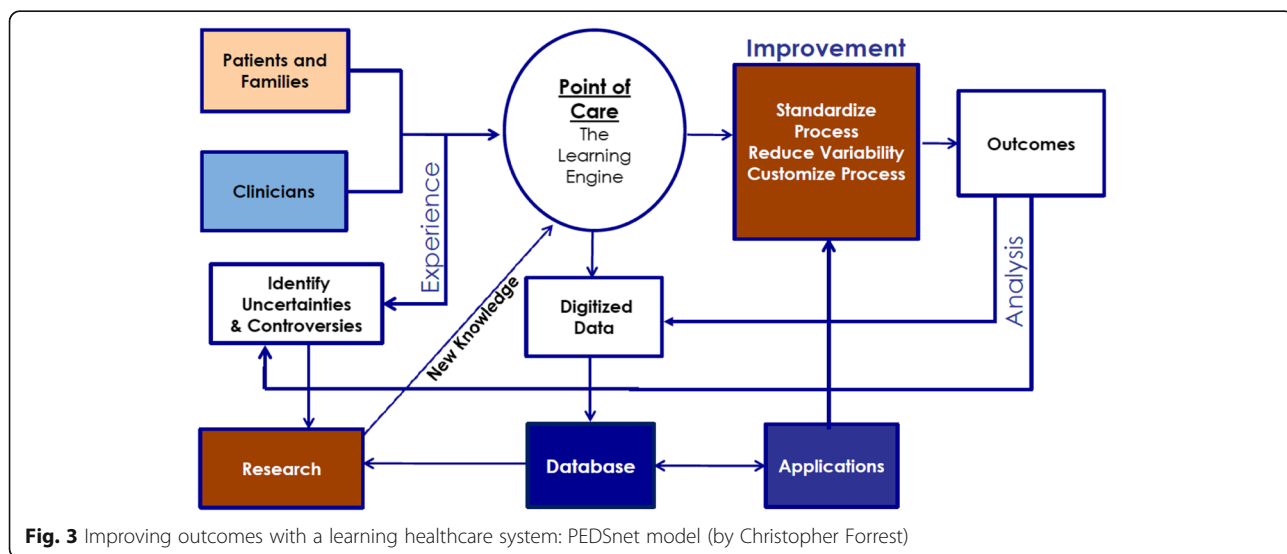 Patients and
Families
Clinicians
Experience
Point of
Care
The
Learning
Engine
Improvement
Standardize
Process
Reduce Variability
Customize Process
Outcomes
Analysis
Identify
Uncertainties
& Controversies
New Knowledge
Digitized
Data
Research
Database
Applications
Fig. 3 Improving outcomes with a learning healthcare system: PEDSnet model (by Christopher Forrest)